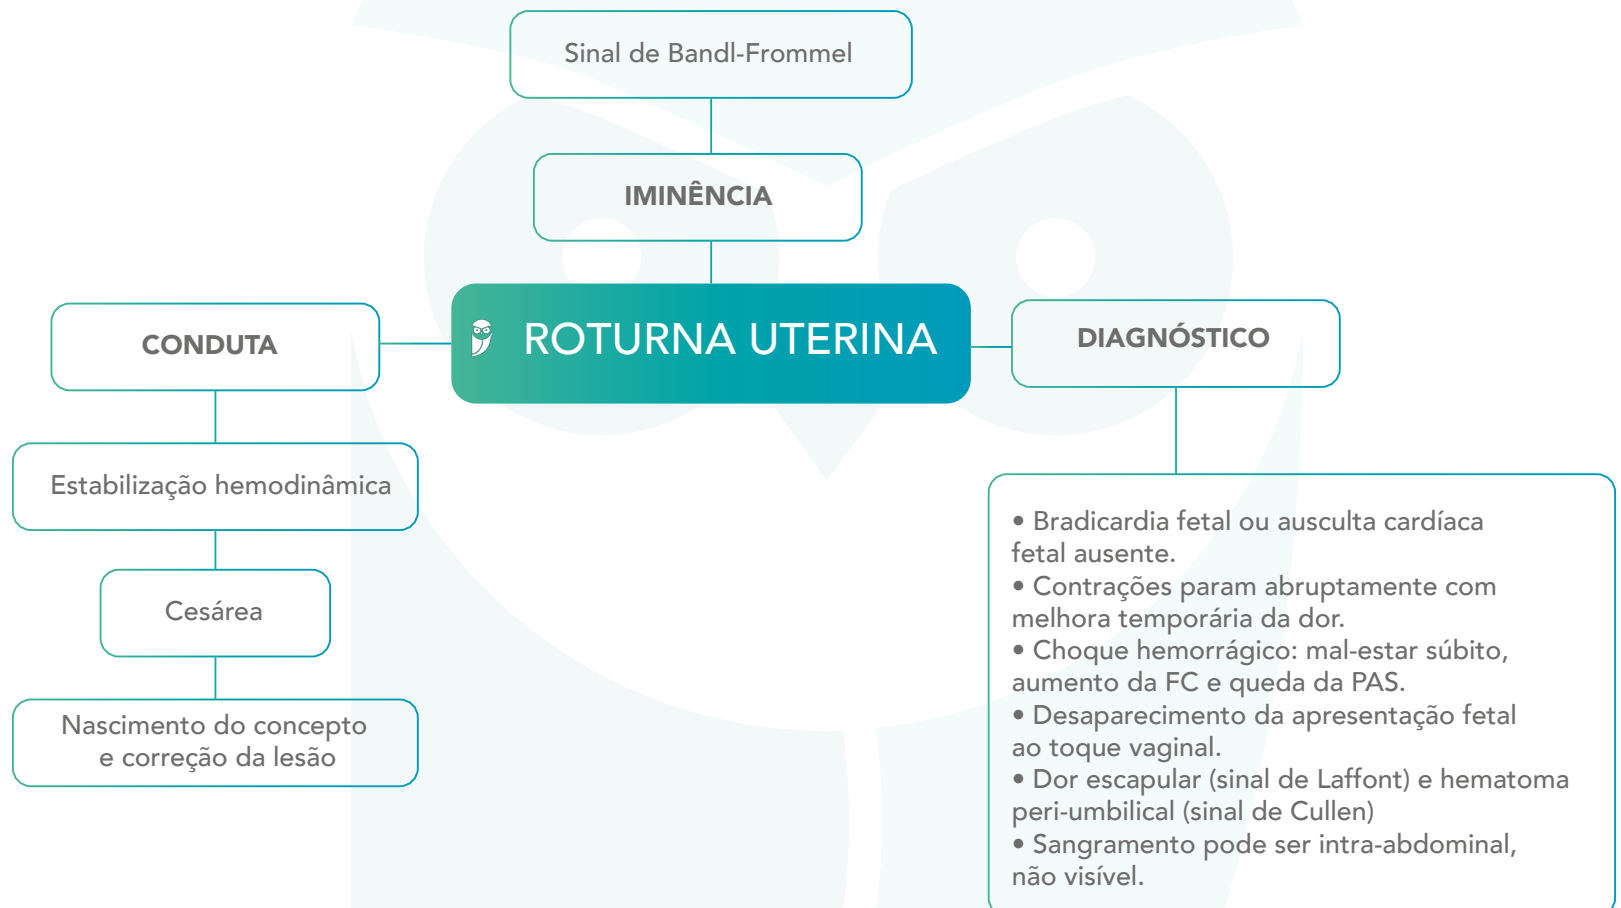 Sinal de Bandl-Frommel
IMINÊNCIA
ROTURNA UTERINA
CONDUTA
Estabilização hemodinâmica
Cesárea
Nascimento do concepto
e correção da lesão
DIAGNÓSTICO
• Bradicardia fetal ou ausculta cardíaca
fetal ausente.
• Contrações param abruptamente com
melhora temporária da dor.
• Choque hemorrágico: mal-estar súbito,
aumento da FC e queda da PAS.
• Desaparecimento da apresentação fetal
ao toque vaginal.
• Dor escapular (sinal de Laffont) e hematoma
peri-umbilical (sinal de Cullen)
• Sangramento pode ser intra-abdominal,
não visível.